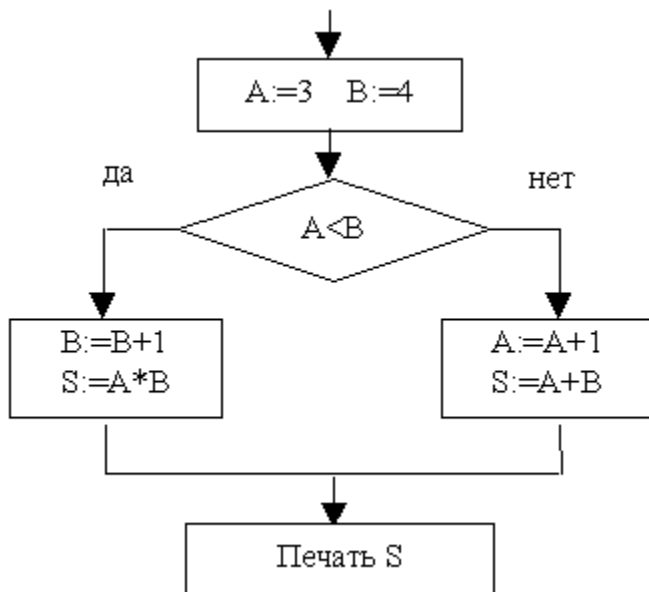 A:=3 B:=4
да
нет
A<B
B:=B+1
S:=A*B
A:=A+1
S:=A+B
Печать S